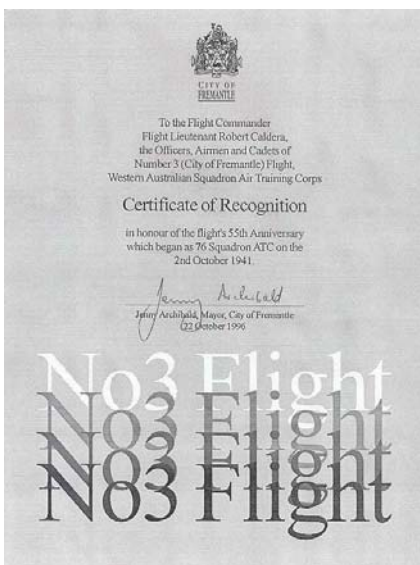 CITY OF
FREMANTLE
To the Flight Commander
Flight Lieutenant Robert Caldera,
the Officers, Airmen and Cadets of
Number 3 (City of Fremantle) Flight,
Western Australian Squadron Air Training Corps
Certificate of Recognition
in honour of the flight's 55th Anniversary
which began as 76 Squadron ATC on the
2nd October 1941.
Jenny Archibald
Jenny Archibald, Mayor, City of Fremantle
22 October 1996
No3 Flight
No3 Flight
No3 Flight
No3 Flight